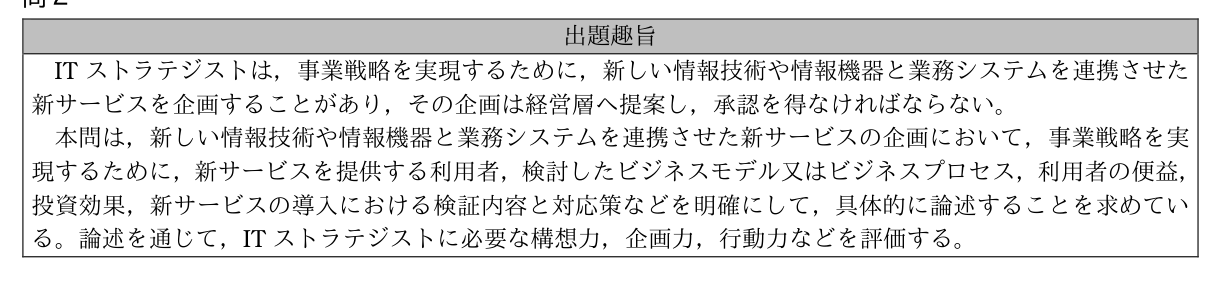 問2
出題趣旨
IT ストラテジストは，事業戦略を実現するために，新しい情報技術や情報機器と業務システムを連携させた
新サービスを企画することがあり，その企画は経営層へ提案し，承認を得なければならない。
本問は，新しい情報技術や情報機器と業務システムを連携させた新サービスの企画において，事業戦略を実
現するために，新サービスを提供する利用者，検討したビジネスモデル又はビジネスプロセス，利用者の便益，
投資効果，新サービスの導入における検証内容と対応策などを明確にして，具体的に論述することを求めてい
る。論述を通じて，IT ストラテジストに必要な構想力，企画力，行動力などを評価する。